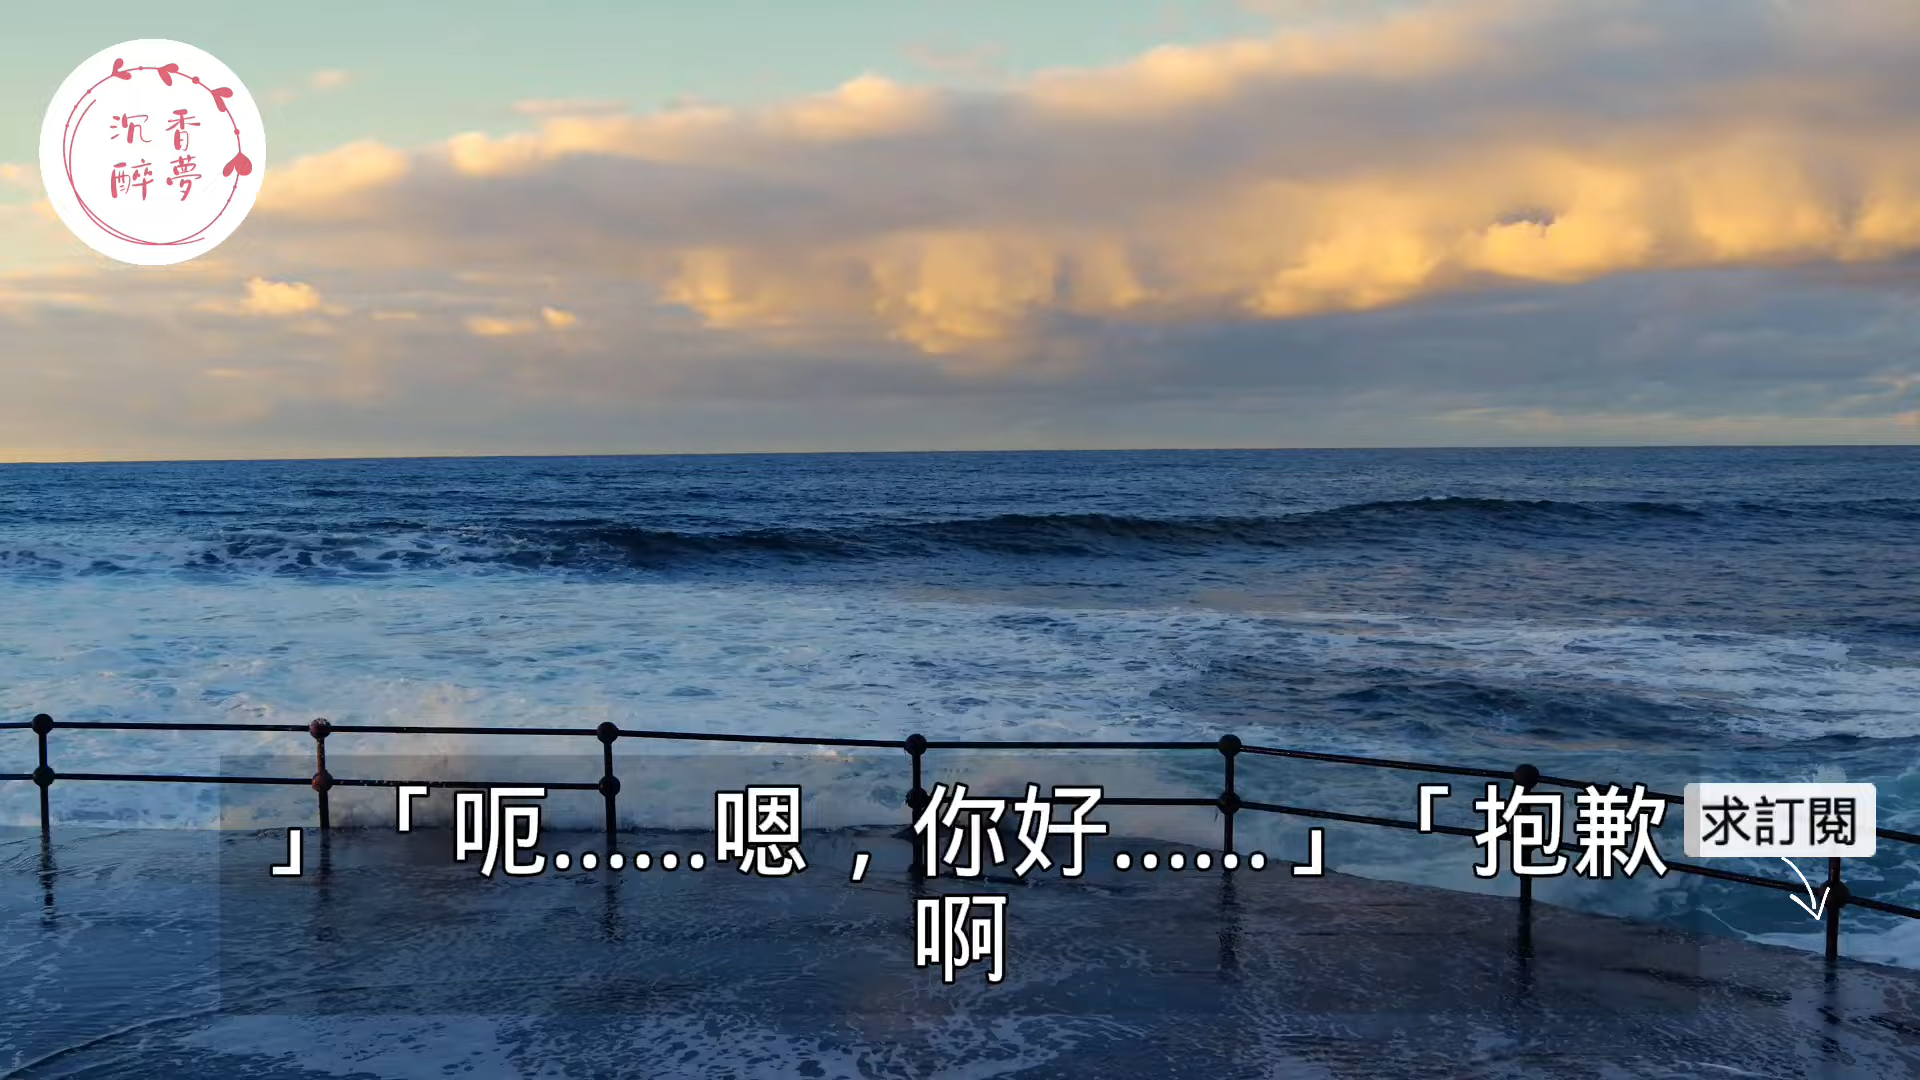 沉香
醉夢
」「呃......嗯，你好......」「抱歉
啊
求訂閱